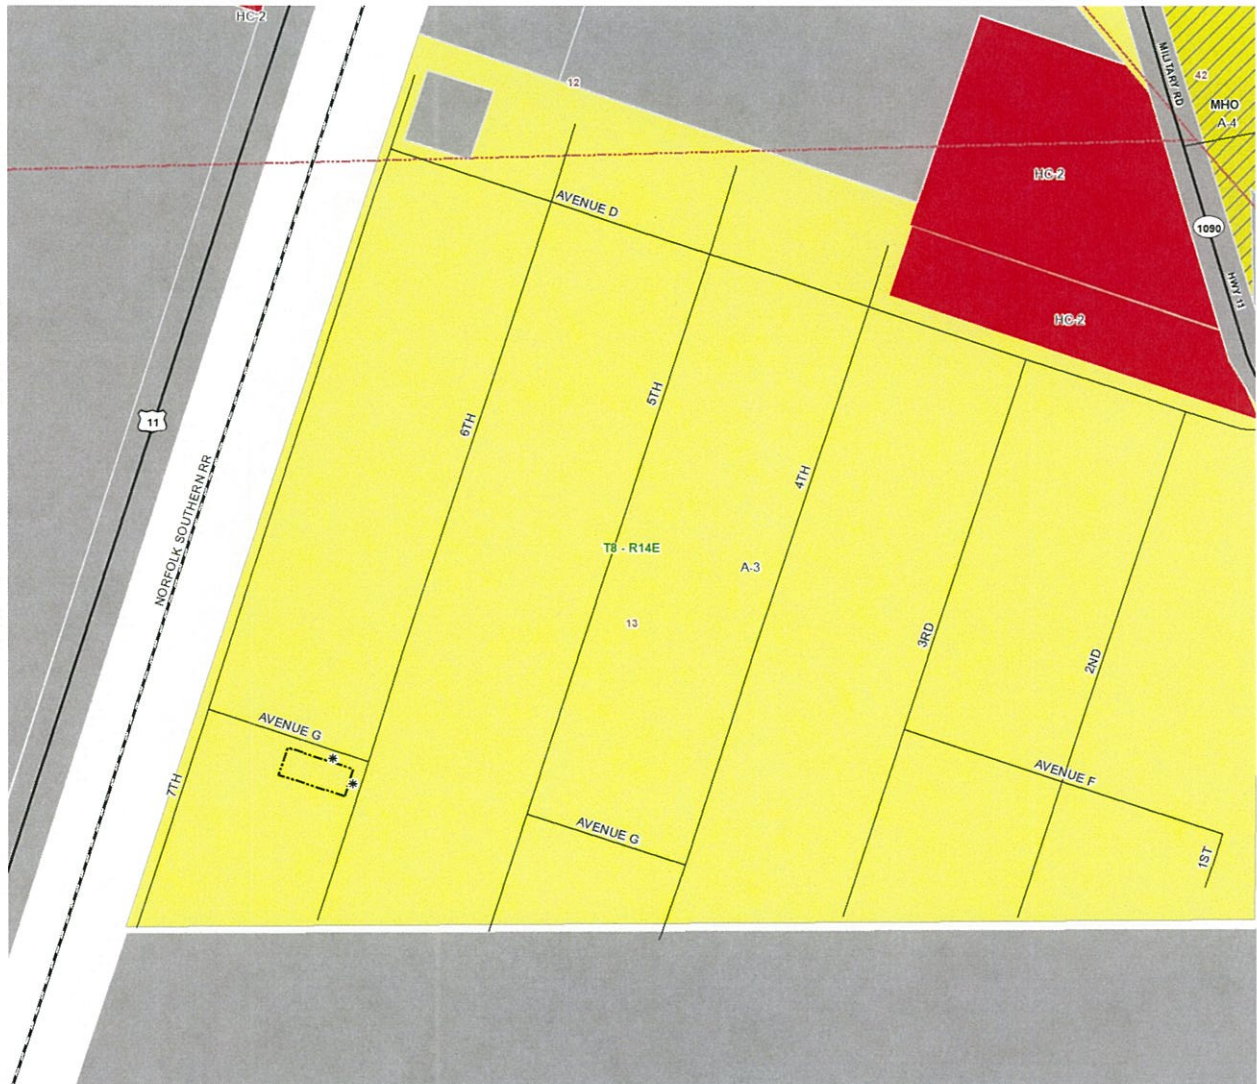 HC-2
12
MILITARY RD
42
MHO
A-4
HC-2
AVENUE D
1090
HWY 11
HC-2
5TH
11
6TH
4TH
NORFOLK SOUTHERN RR
T8 - R14E
A-3
13
3RD
2ND
AVENUE G
7TH
AVENUE F
AVENUE G
1ST